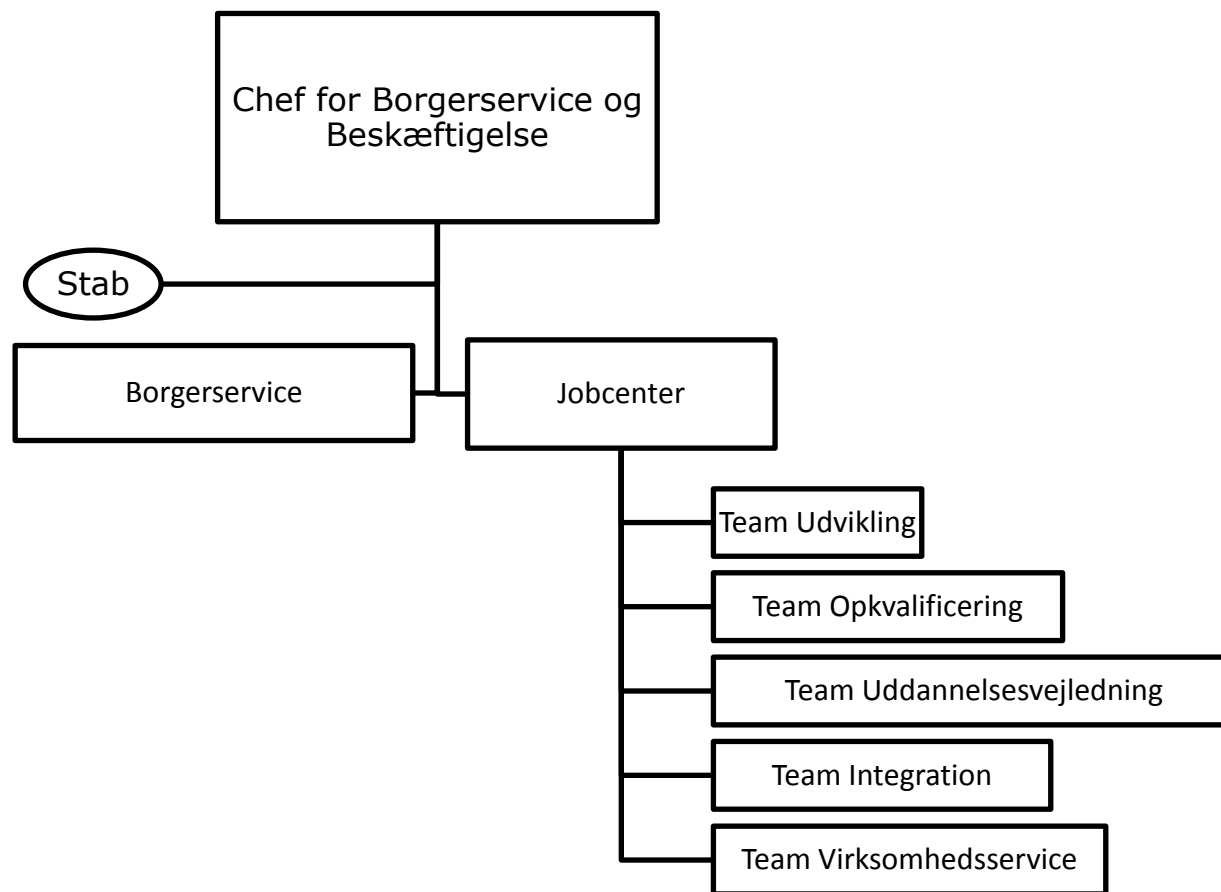 Chef for Borgerservice og
Beskæftigelse
Stab
Borgerservice
Jobcenter
Team Udvikling
Team Opkvalificering
Team Uddannelsesvejledning
Team Integration
Team Virksomhedsservice